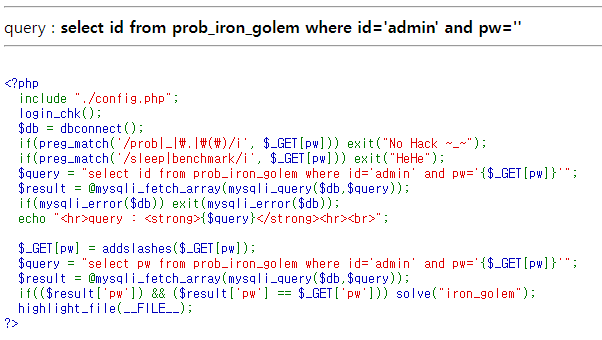 query : select id from prob_iron_golem where id='admin' and pw=''
<?php
  include "./config.php";
  login_chk();
  $db = dbconnect();
  if(preg_match('/prob|_|₩.|₩(₩)/i', $_GET[pw])) exit("No Hack ~_~");
  if(preg_match('/sleep|benchmark/i', $_GET[pw])) exit("HeHe");
  $query = "select id from prob_iron_golem where id='admin' and pw='{$_GET[pw]}'";
  $result = @mysqli_fetch_array(mysqli_query($db,$query));
  if(mysqli_error($db)) exit(mysqli_error($db));
  echo "<hr>query : <strong>{$query}</strong><hr><br>";
  $_GET[pw] = addslashes($_GET[pw]);
  $query = "select pw from prob_iron_golem where id='admin' and pw='{$_GET[pw]}'";
  $result = @mysqli_fetch_array(mysqli_query($db,$query));
  if(($result['pw']) && ($result['pw'] == $_GET['pw'])) solve("iron_golem");
  highlight_file(__FILE__);
?>